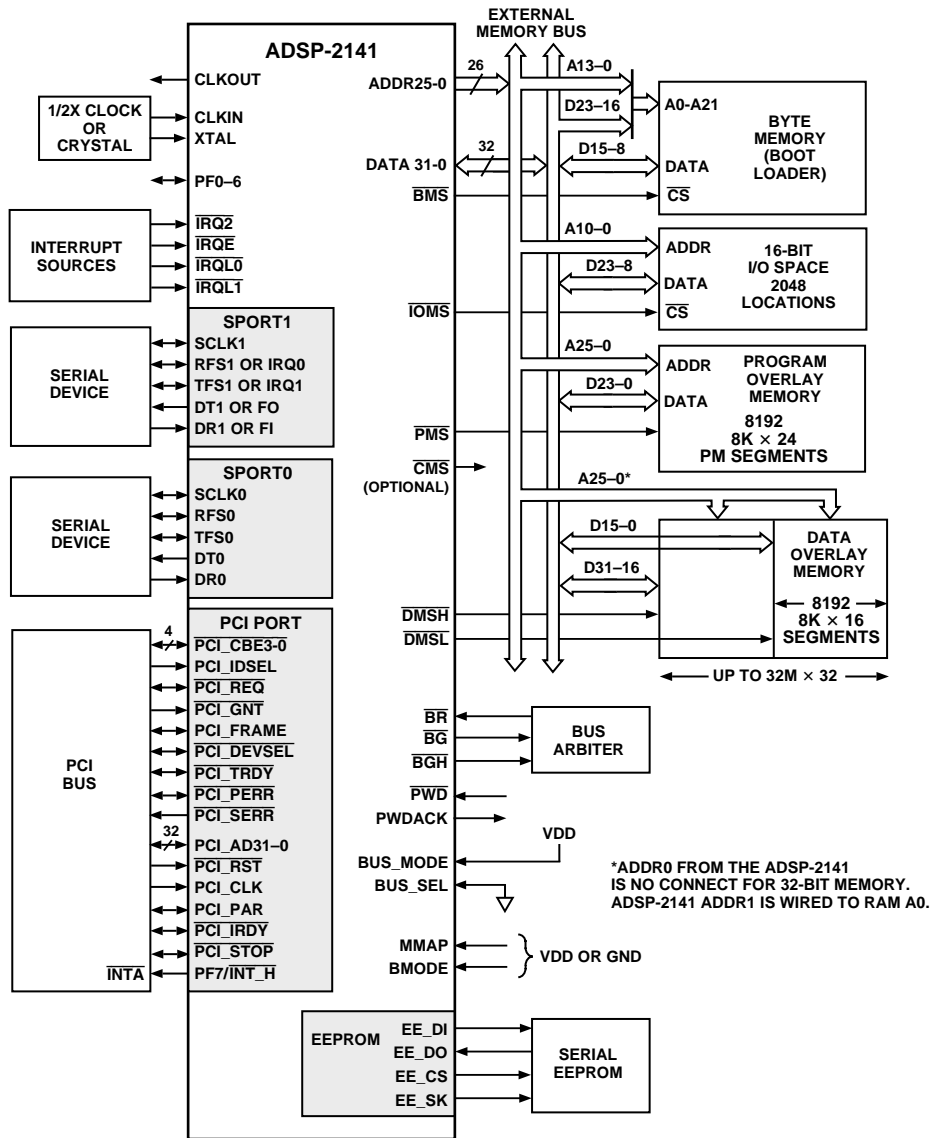 EXTERNAL
MEMORY BUS
ADSP-2141
CLKOUT
1/2X CLOCK
OR
CRYSTAL
CLKIN
XTAL
PF0–6
INTERRUPT
SOURCES
IRQ2
IRQE
IRQL0
IRQL1
SERIAL
DEVICE
SPORT1
SCLK1
RFS1 OR IRQ0
TFS1 OR IRQ1
DT1 OR FO
DR1 OR FI
SERIAL
DEVICE
SPORT0
SCLK0
RFS0
TFS0
DT0
DR0
PCI
BUS
PCI PORT
4
PCI_CBE3-0
PCI_IDSEL
PCI_REQ
PCI_GNT
PCI_FRAME
PCI_DEVSEL
PCI_TRDY
PCI_PERR
PCI_SERR
32
PCI_AD31–0
PCI_RST
PCI_CLK
PCI_PAR
PCI_IRDY
PCI_STOP
INTA
PF7/INT_H
ADDR25-0
26
A13–0
D23–16
A0-A21
DATA 31-0
32
D15–8
DATA
BMS
CS
BYTE
MEMORY
(BOOT
LOADER)
A10–0
ADDR
D23–8
DATA
IOMS
CS
16-BIT
I/O SPACE
2048
LOCATIONS
A25–0
ADDR
D23–0
DATA
PMS
PROGRAM
OVERLAY
MEMORY
8192
8K × 24
PM SEGMENTS
CMS
(OPTIONAL)
A25–0*
D15–0
D31–16
DMSH
DMSL
DATA
OVERLAY
MEMORY
8192
8K × 16
SEGMENTS
UP TO 32M × 32
BR
BG
BGH
BUS
ARBITER
PWD
PWDACK
VDD
BUS_MODE
BUS_SEL
*ADDR0 FROM THE ADSP-2141
IS NO CONNECT FOR 32-BIT MEMORY.
ADSP-2141 ADDR1 IS WIRED TO RAM A0.
MMAP
BMODE
VDD OR GND
EEPROM
EE_DI
EE_DO
EE_CS
EE_SK
SERIAL
EEPROM